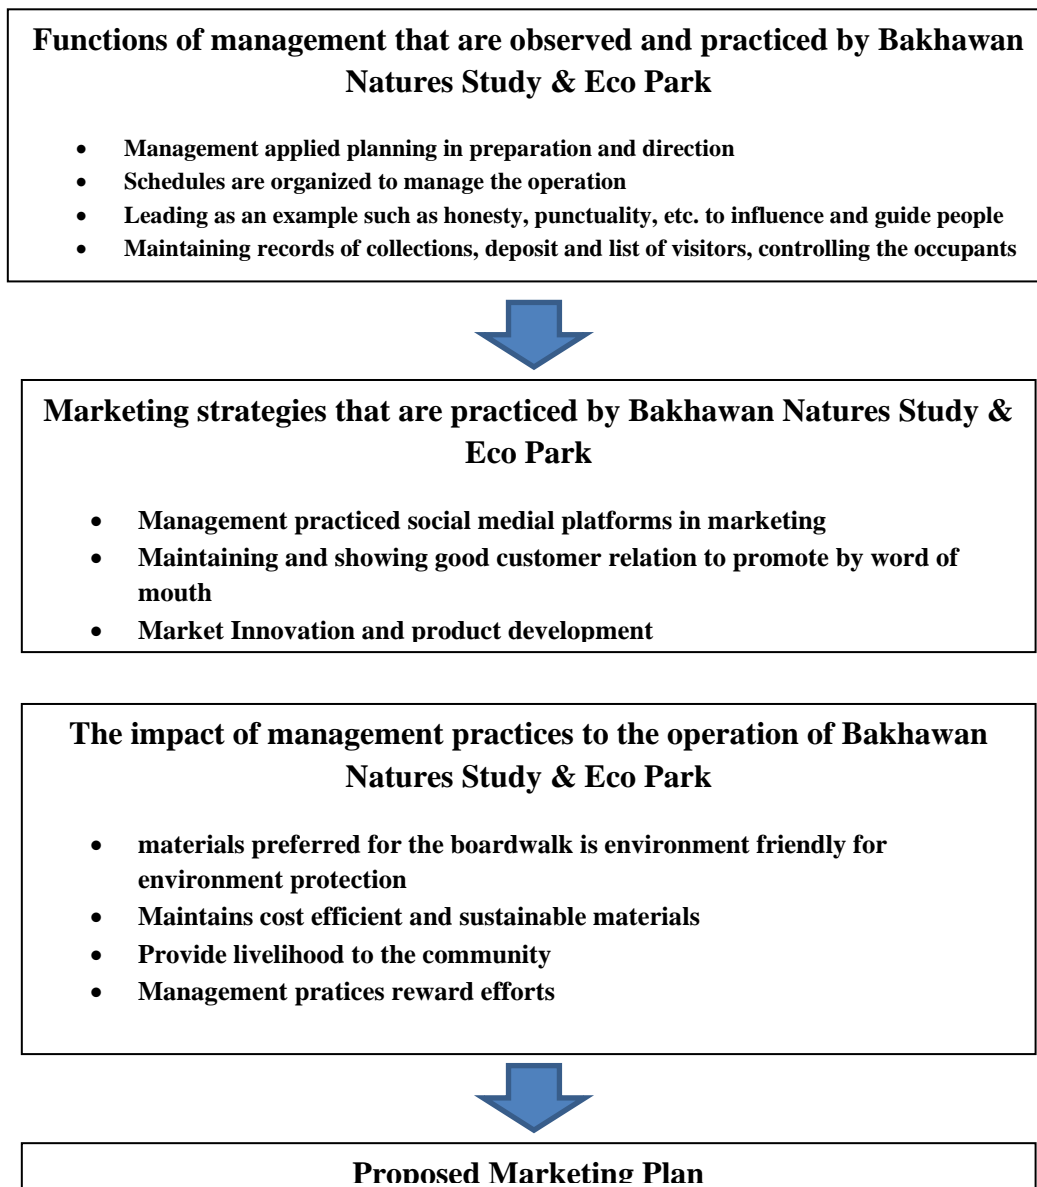 Functions of management that are observed and practiced by Bakhawan
Natures Study & Eco Park
• Management applied planning in preparation and direction
• Schedules are organized to manage the operation
• Leading as an example such as honesty, punctuality, etc. to influence and guide people
• Maintaining records of collections, deposit and list of visitors, controlling the occupants
Marketing strategies that are practiced by Bakhawan Natures Study &
Eco Park
• Management practiced social medial platforms in marketing
• Maintaining and showing good customer relation to promote by word of
mouth
• Market Innovation and product development
The impact of management practices to the operation of Bakhawan
Natures Study & Eco Park
• materials preferred for the boardwalk is environment friendly for
environment protection
• Maintains cost efficient and sustainable materials
• Provide livelihood to the community
• Management pratices reward efforts
Proposed Marketing Plan